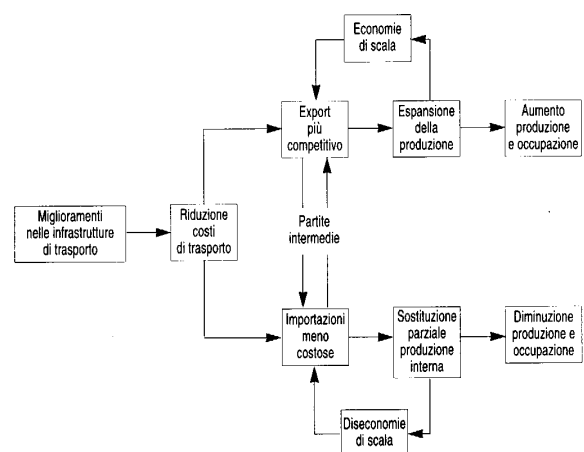 Economie
di scala
Export
più
competitivo
Espansione
della
produzione
Aumento
produzione
e occupazione
Miglioramenti
nelle infrastrutture
di trasporto
Riduzione
costi
di trasporto
Partite
intermedie
Importazioni
meno
costose
Sostituzione
parziale
produzione
interna
Diminuzione
produzione e
occupazione
Diseconomie
di scala